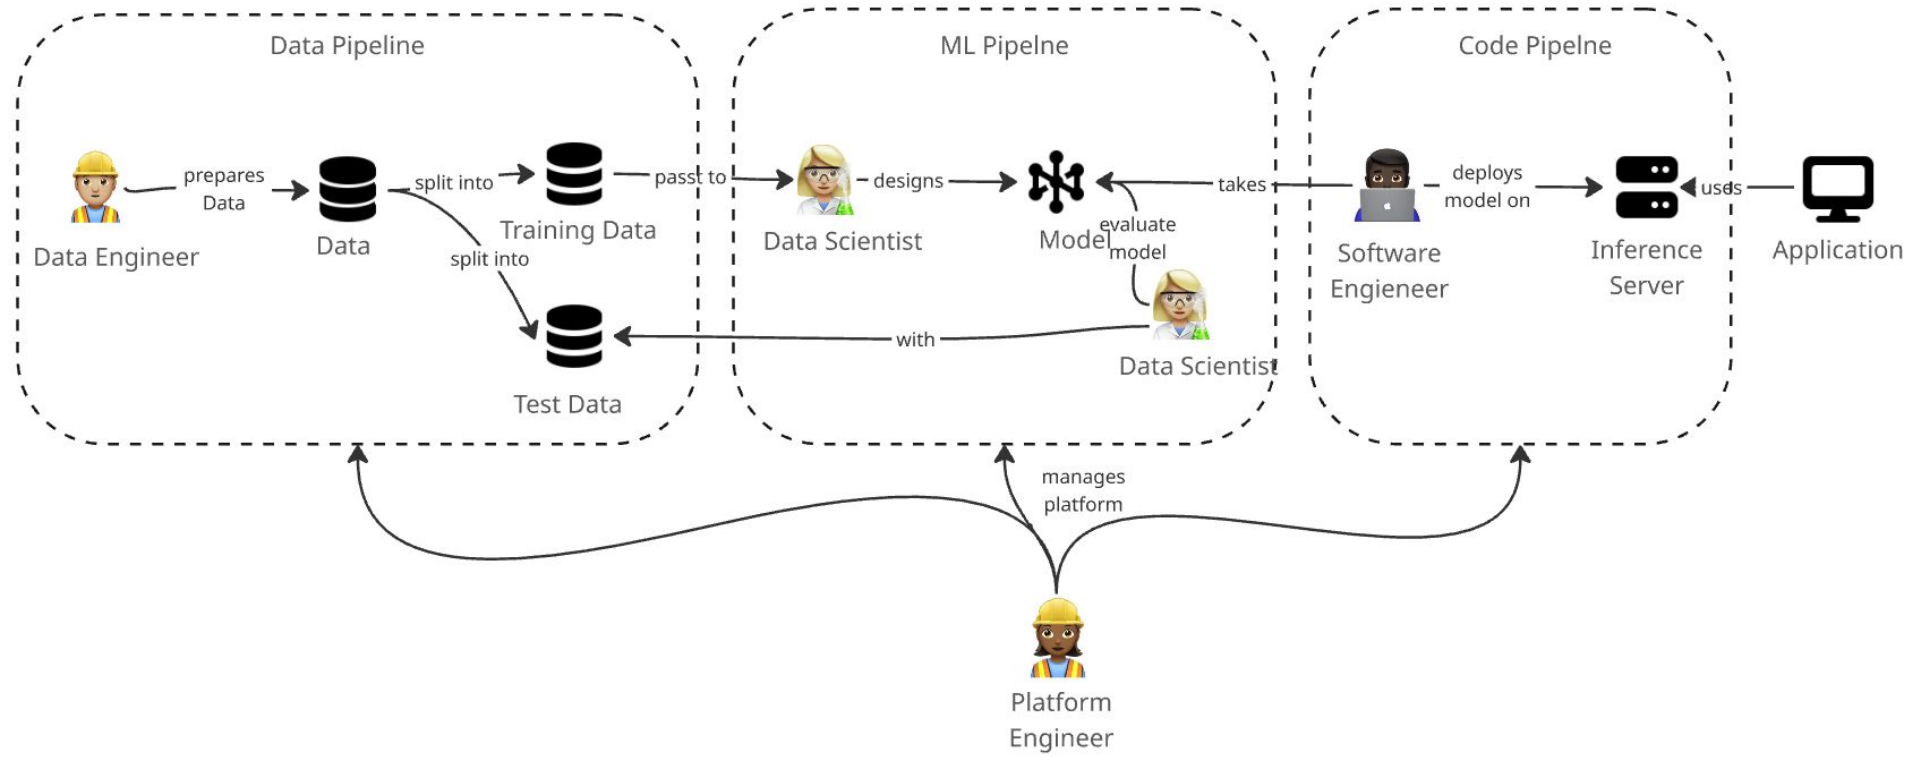 Data Pipeline
ML Pipelne
Code Pipelne
prepares
Data
split into
passt to
designs
takes
deploys
model on
uses
Data Engineer
Data
Training Data
Data Scientist
Model
evaluate
model
Software
Engieneer
Inference
Server
Application
split into
with
Data Scientist
Test Data
manages
platform
Platform
Engineer